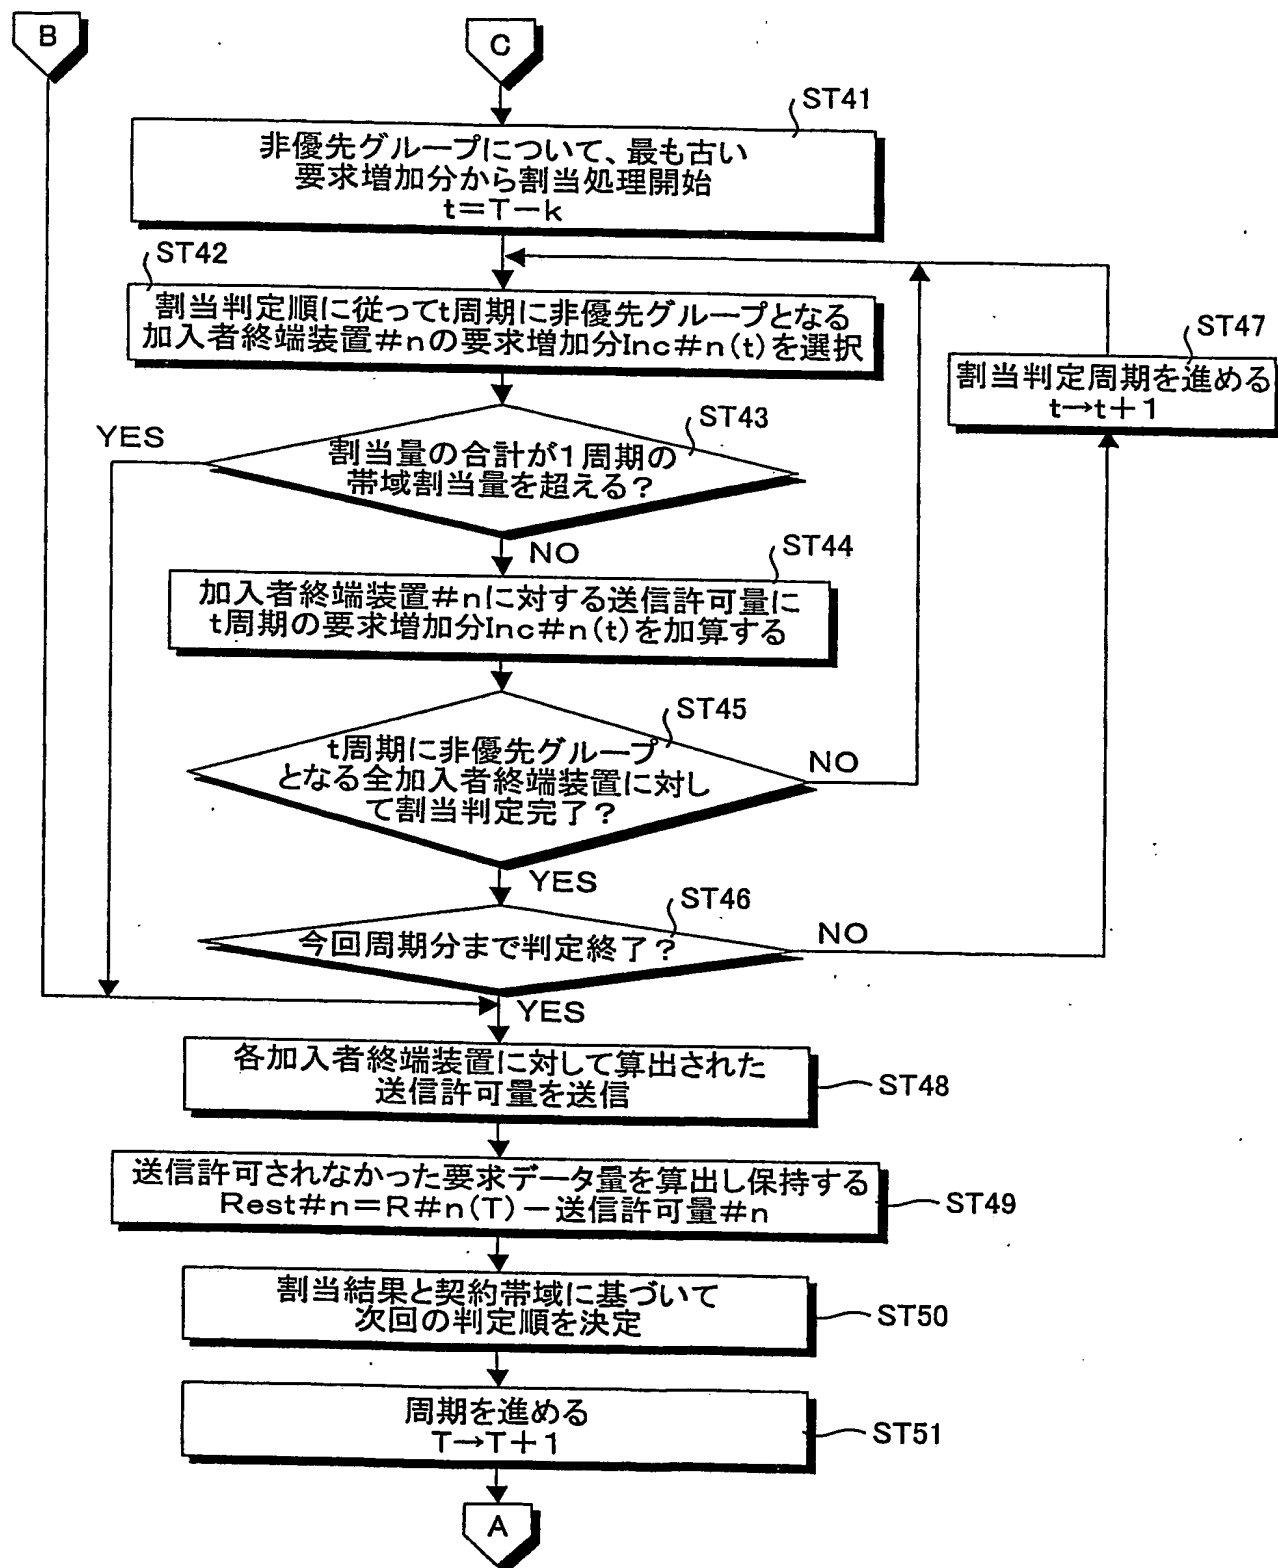 B
C
ST41
非優先グループについて、最も古い
要求増加分から割当処理開始
t=T-k
ST42
割当判定順に従ってt周期に非優先グループとなる
加入者終端装置#nの要求増加分Inc#n(t)を選択
ST47
割当判定周期を進める
t→t+1
ST43
YES
割当量の合計が1周期の
帯域割当量を超える?
NO
ST44
加入者終端装置#nに対する送信許可量に
t周期の要求増加分Inc#n(t)を加算する
ST45
t周期に非優先グループ
となる全加入者終端装置に対し
て割当判定完了?
NO
YES
ST46
今回周期分まで判定終了?
NO
YES
各加入者終端装置に対して算出された
送信許可量を送信
ST48
送信許可されなかった要求データ量を算出し保持する
Rest#n=R#n(T)-送信許可量#n
ST49
割当結果と契約帯域に基づいて
次回の判定順を決定
ST50
周期を進める
T→T+1
ST51
A